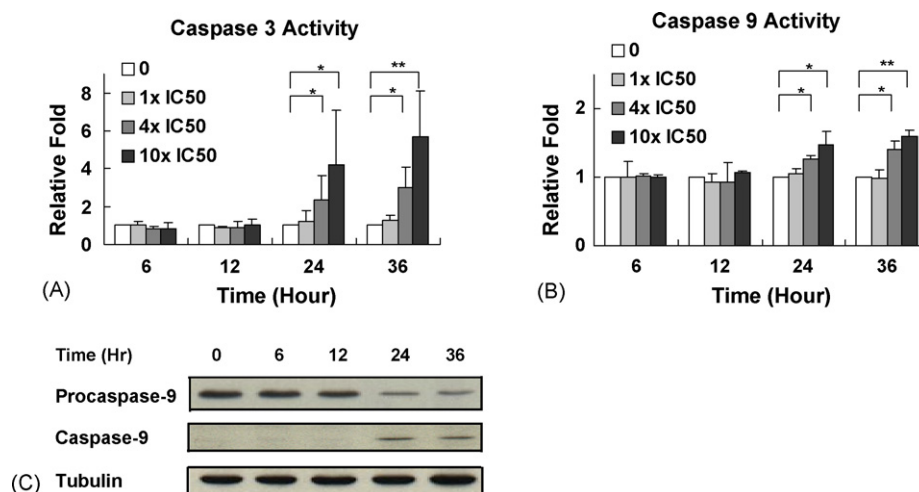 Caspase 3 Activity
Relative Fold
8
6
4
2
0
0
1x IC50
4x IC50
10x IC50
*
*
**
*
6 12 24 36
Time (Hour)
(A)
Caspase 9 Activity
Relative Fold
2
1
0
0
1x IC50
4x IC50
10x IC50
*
*
**
*
6 12 24 36
Time (Hour)
(B)
Time (Hr) 0 6 12 24 36
Procaspase-9
Caspase-9
(C) Tubulin